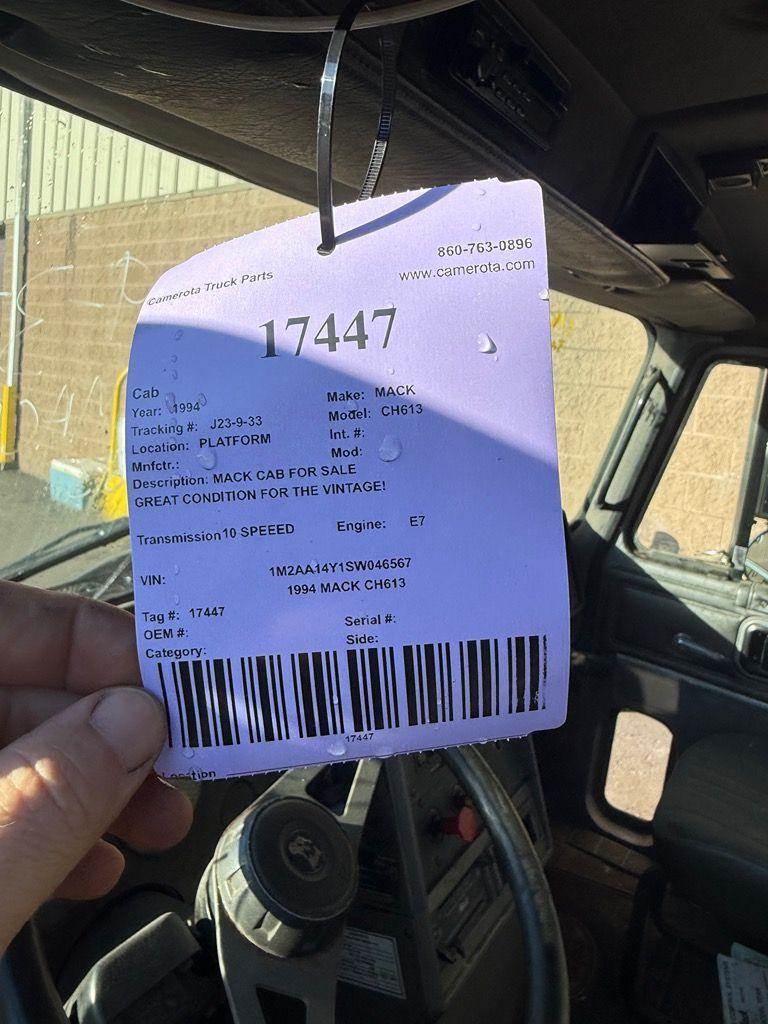 860-763-0896
Camerota Truck Parts
www.camerota.com
17447
Cab
Year: 1994
Make: MACK
Tracking #: J23-9-33
Model: CH613
Location: PLATFORM
Int. #:
Mnfctr.:
Mod:
Description: MACK CAB FOR SALE
GREAT CONDITION FOR THE VINTAGE!
Transmission10 SPEEED Engine: E7
VIN: 1M2AA14Y1SW046567
1994 MACK CH613
Tag #: 17447
Serial #:
OEM #:
Side:
Category:
17447
Location